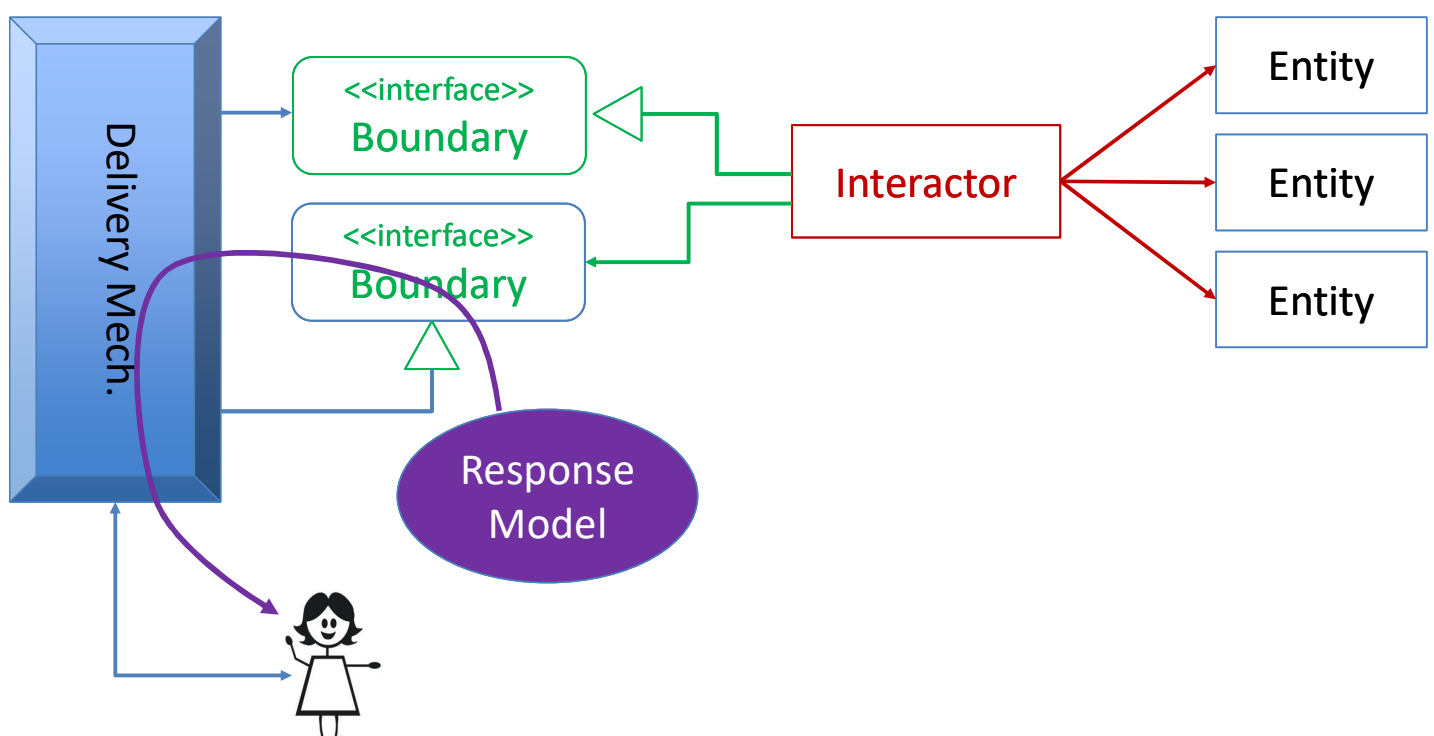 Delivery Mech.
<<interface>>
Boundary
<<interface>>
Boundary
Interactor
Entity
Entity
Entity
Response
Model